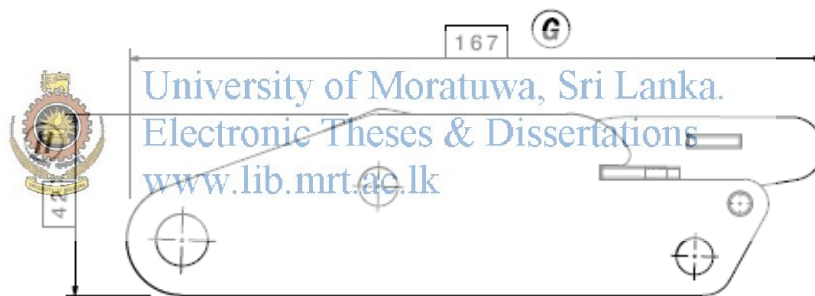 167 G
University of Moratuwa, Sri Lanka.
Electronic Theses & Dissertations
www.lib.mrt.ac.lk
42